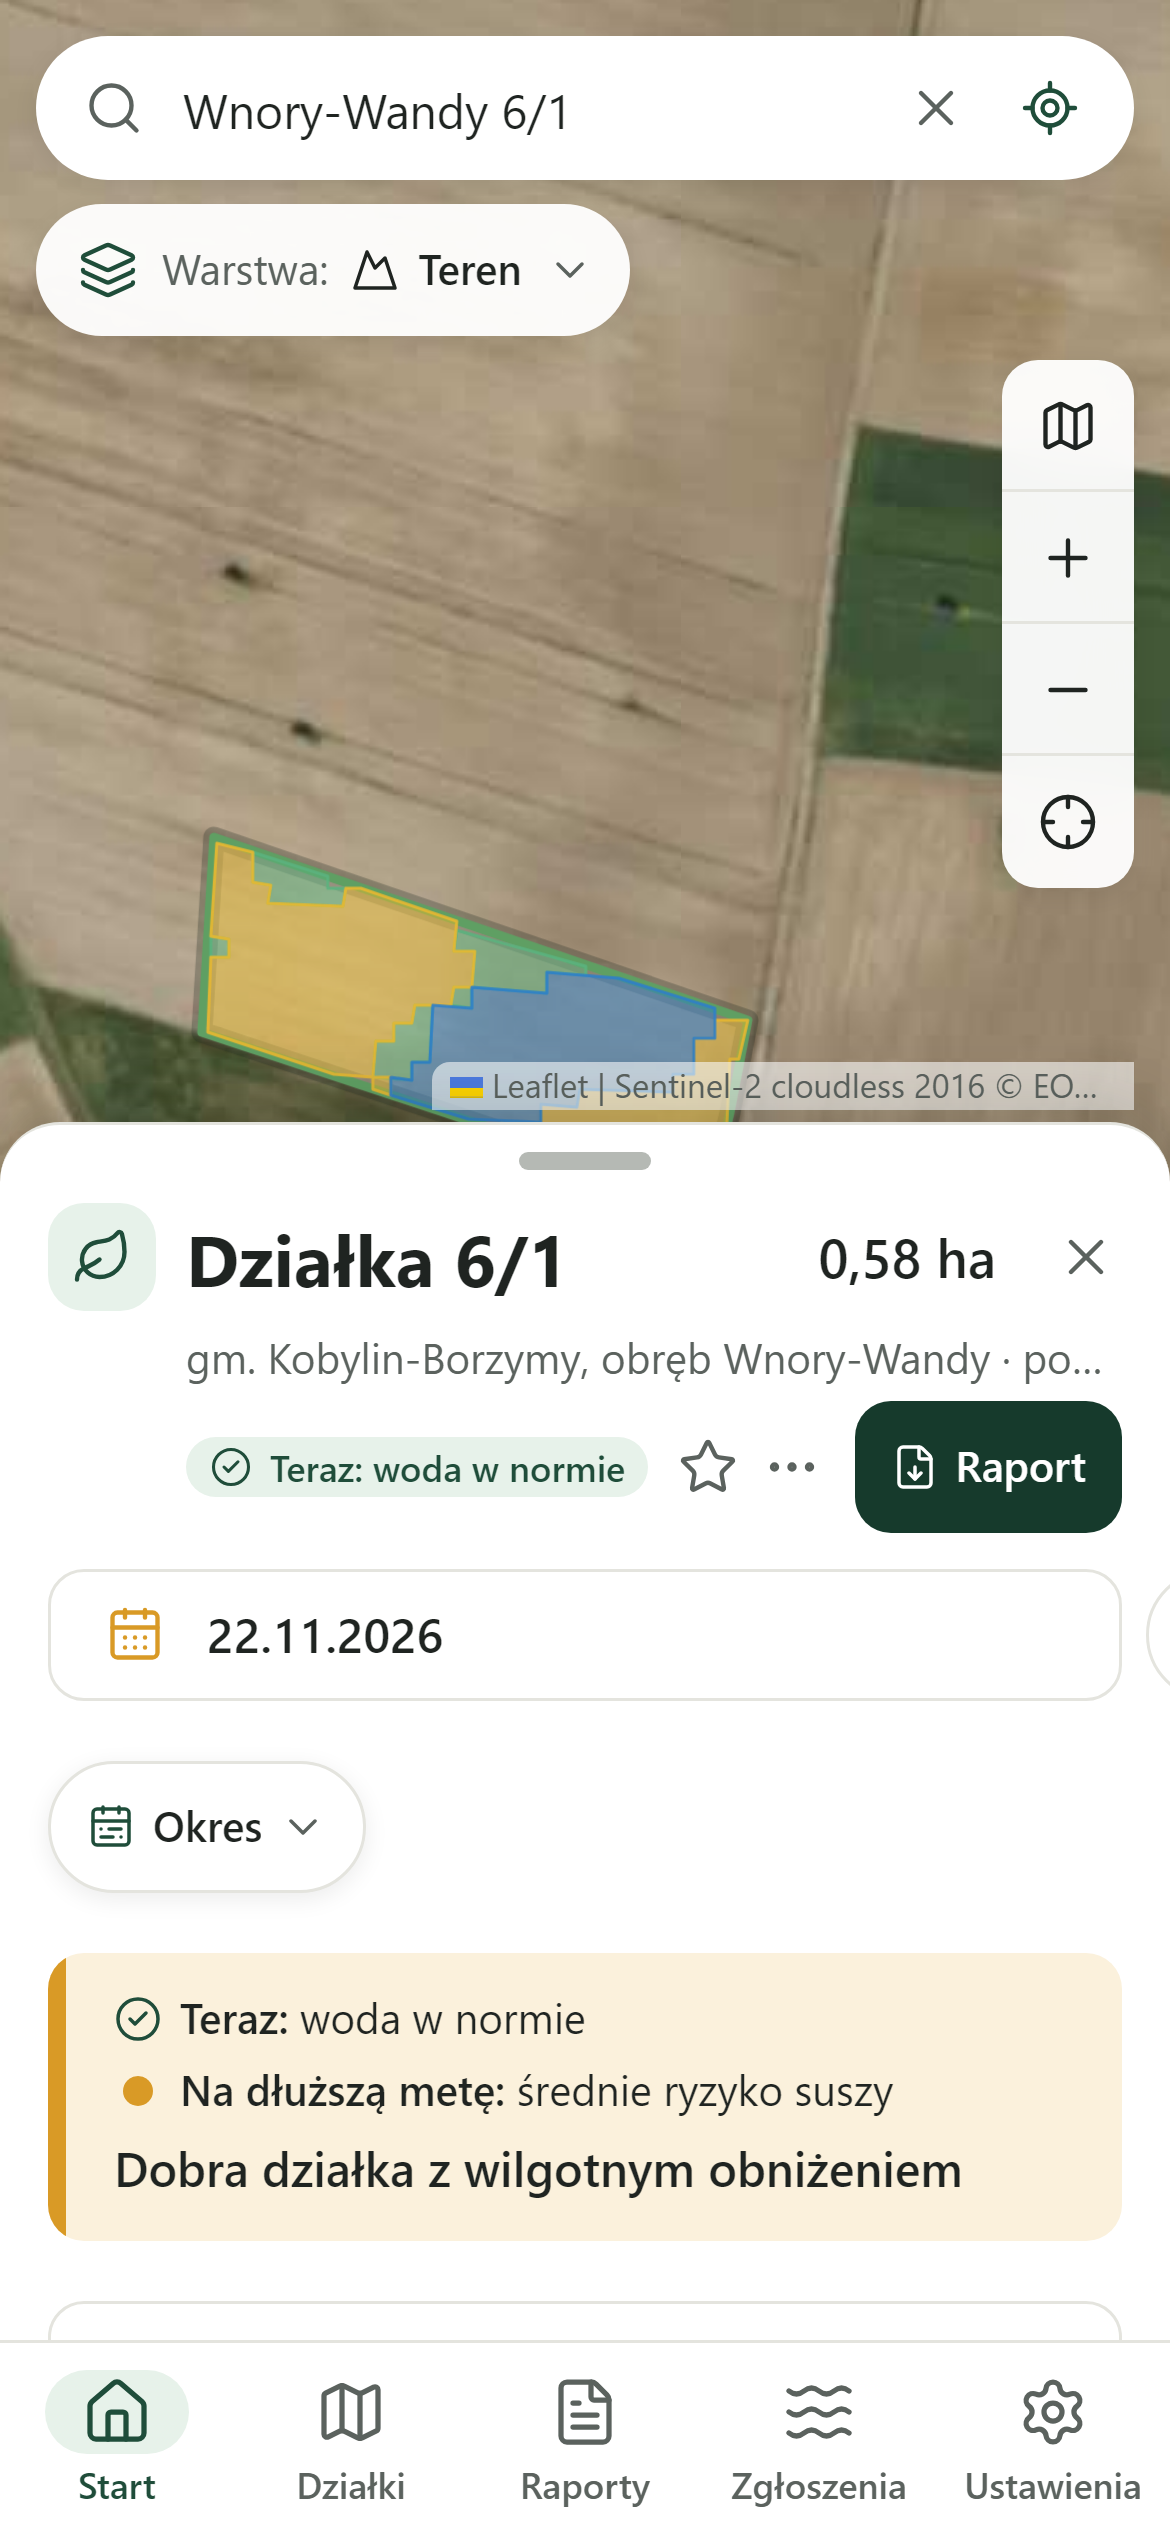 Wnory-Wandy 6/1
Warstwa: Teren
Leaflet | Sentinel-2 cloudless 2016 © EO...
Działka 6/1
0,58 ha
gm. Kobylin-Borzymy, obręb Wnory-Wandy · po...
Teraz: woda w normie
Raport
22.11.2026
Okres
Teraz: woda w normie
Na dłuższą metę: średnie ryzyko suszy
Dobra działka z wilgotnym obniżeniem
Start
Działki
Raporty
Zgłoszenia
Ustawienia